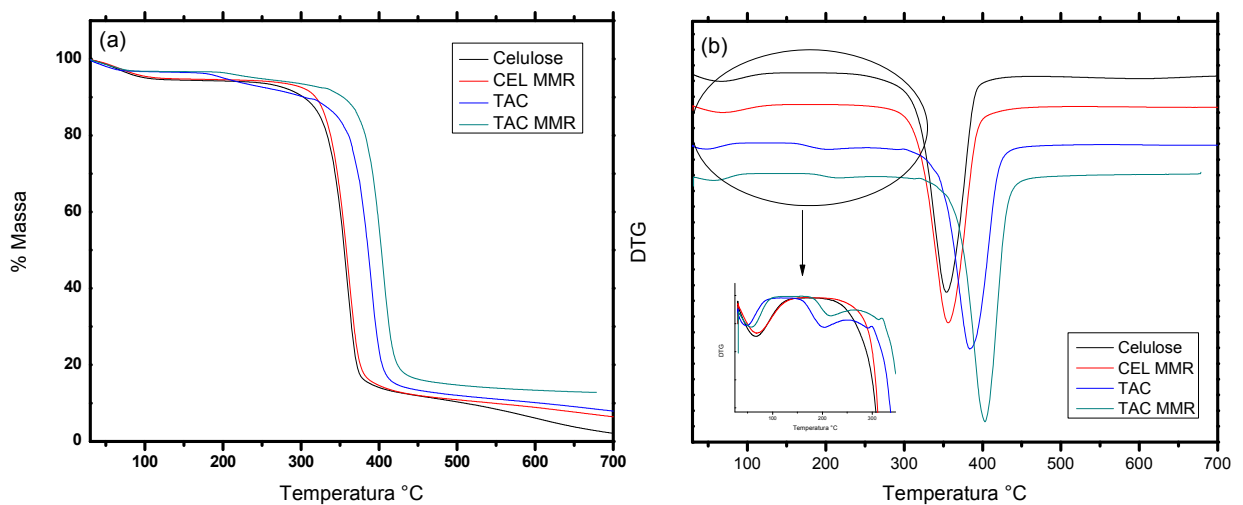 (a)
Celulose
CEL MMR
TAC
TAC MMR
100
80
60
40
20
0
% Massa
100 200 300 400 500 600 700
Temperatura °C
(b)
DTG
DTG
100 200 300
Temperatura °C
Celulose
CEL MMR
TAC
TAC MMR
100 200 300 400 500 600 700
Temperatura °C